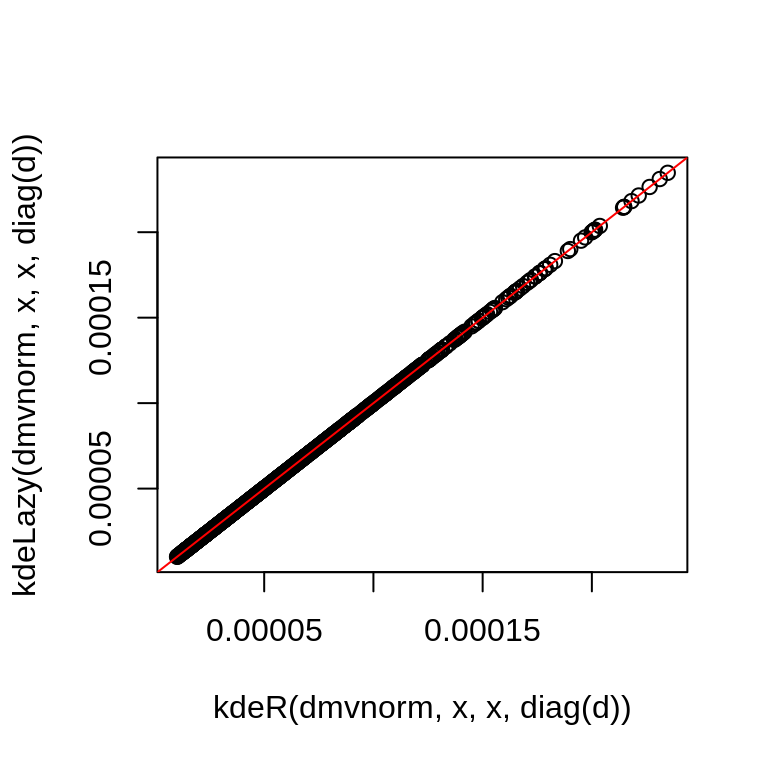 kdeLazy(dmvnorm, x, x, diag(d))
0.00015
0.00005
0.00005
0.00015
kdeR(dmvnorm, x, x, diag(d))